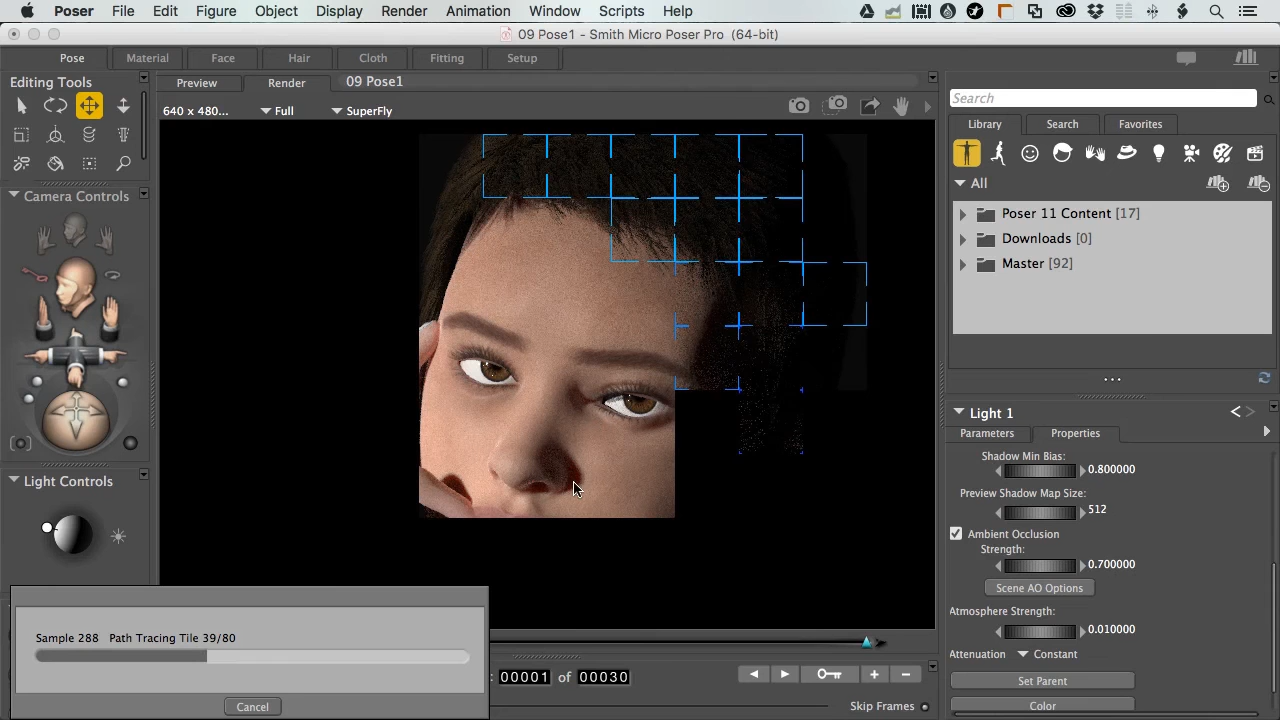 Poser File Edit Figure Object Display Render Animation Window Scripts Help
09 Pose1 - Smith Micro Poser Pro (64-bit)
Pose Material Face Hair Cloth Fitting Setup
Editing Tools
Preview Render 09 Pose1
640 x 480... Full SuperFly
Search
Library Search Favorites
All
Poser 11 Content [17]
Downloads [0]
Master [92]
Camera Controls
Light Controls
Light 1
Parameters Properties
Shadow Min Bias:
0.800000
Preview Shadow Map Size:
512
Ambient Occlusion
Strength:
0.700000
Scene AO Options
Atmosphere Strength:
0.010000
Attenuation Constant
Set Parent
Color
Sample 288 Path Tracing Tile 39/80
Cancel
: 00001 of 00030
Skip Frames